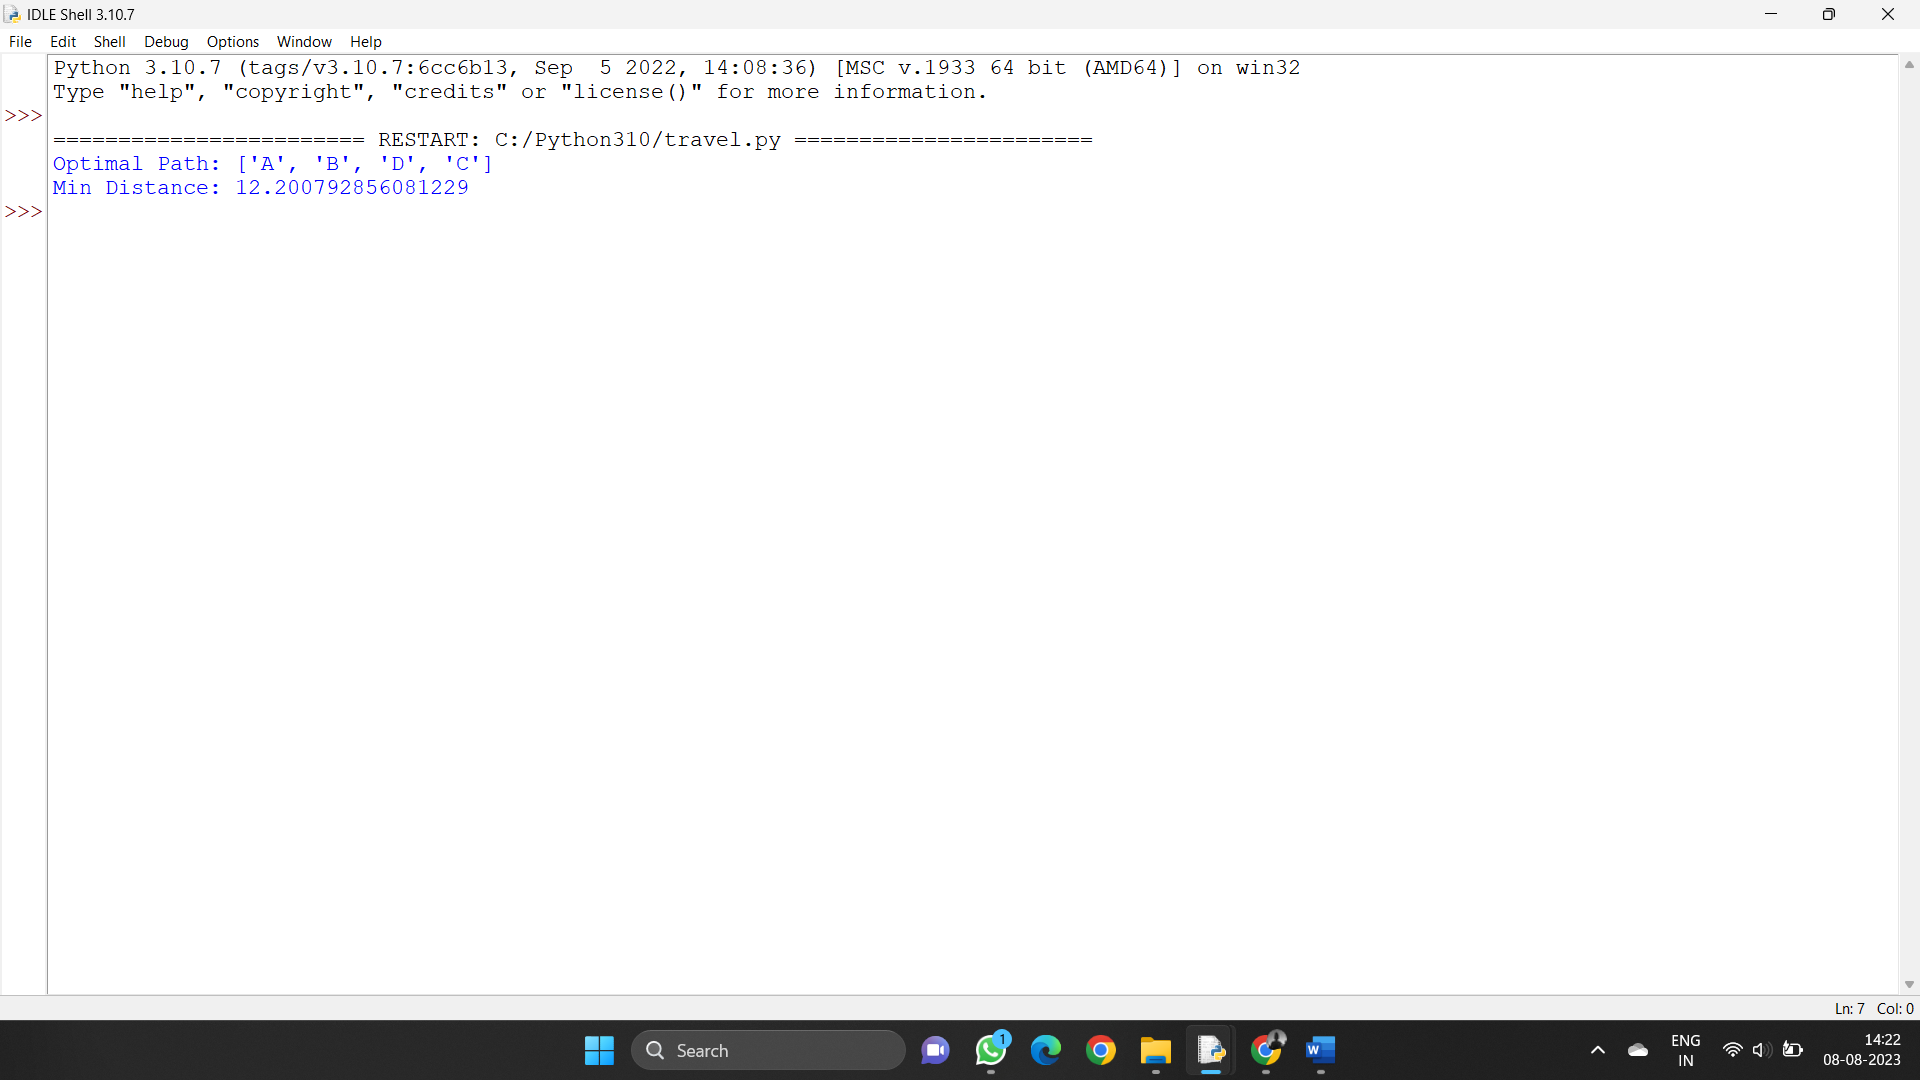 IDLE Shell 3.10.7
File Edit Shell Debug Options Window Help
Python 3.10.7 (tags/v3.10.7:6cc6b13, Sep  5 2022, 14:08:36) [MSC v.1933 64 bit (AMD64)] on win32
Type "help", "copyright", "credits" or "license()" for more information.
>>>
======================== RESTART: C:/Python310/travel.py =======================
Optimal Path: ['A', 'B', 'D', 'C']
Min Distance: 12.200792856081229
>>>
Ln: 7 Col: 0
Search
1
W
ENG
IN
14:22
08-08-2023